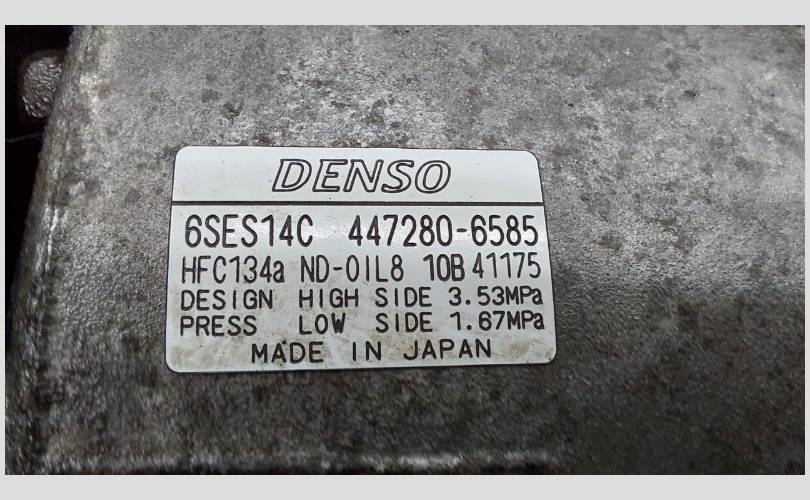 DENSO
6SES14C 447280-6585
HFC134a ND-OIL8 10B 41175
DESIGN HIGH SIDE 3.53MPa
PRESS LOW SIDE 1.67MPa
MADE IN JAPAN